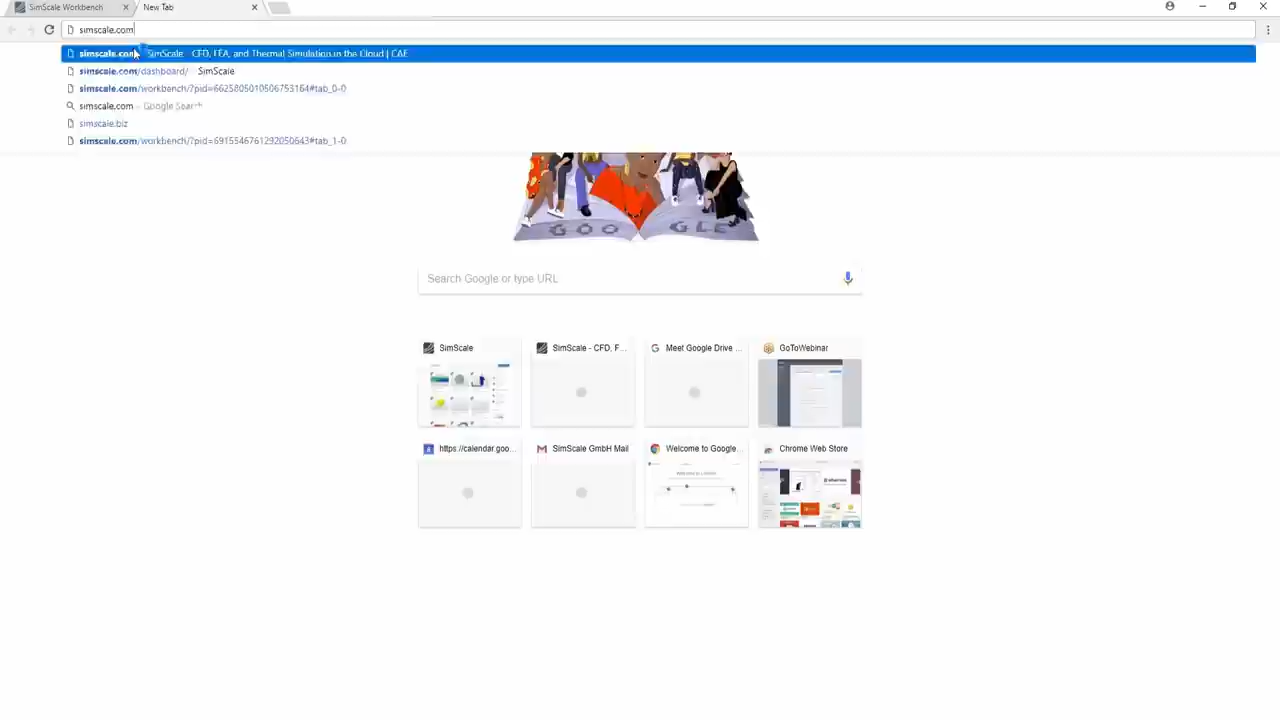 SimScale Workbench
New Tab
simscale.com
simscale.com SimScale CFD, FEA, and Thermal Simulation in the Cloud | CAE
simscale.com/dashboard/ SimScale
simscale.com/workbench/?pid=6625805010506753164#tab_0-0
simscale.com - Google Search
simscale.biz
simscale.com/workbench/?pid=6915546761292050643#tab_1-0
GOO GLE
Search Google or type URL
SimScale
SimScale - CFD, F...
Meet Google Drive ...
GoToWebinar
https://calendar.goo...
SimScale GmbH Mail
Welcome to Google...
Chrome Web Store